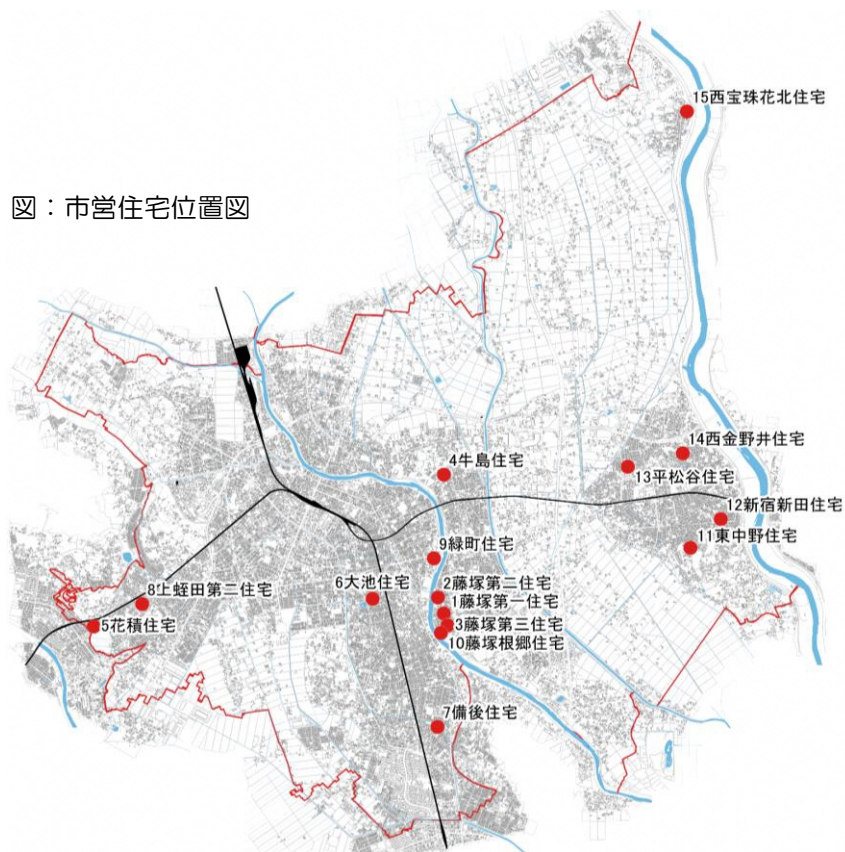 15西宝珠花北住宅
図：市営住宅位置図
14西金野井住宅
4牛島住宅
13平松谷住宅
12新宿新田住宅
11東中野住宅
9緑町住宅
6大池住宅
2藤塚第二住宅
8上蛭田第二住宅
1藤塚第一住宅
5花積住宅
3藤塚第三住宅
10藤塚根郷住宅
7備後住宅